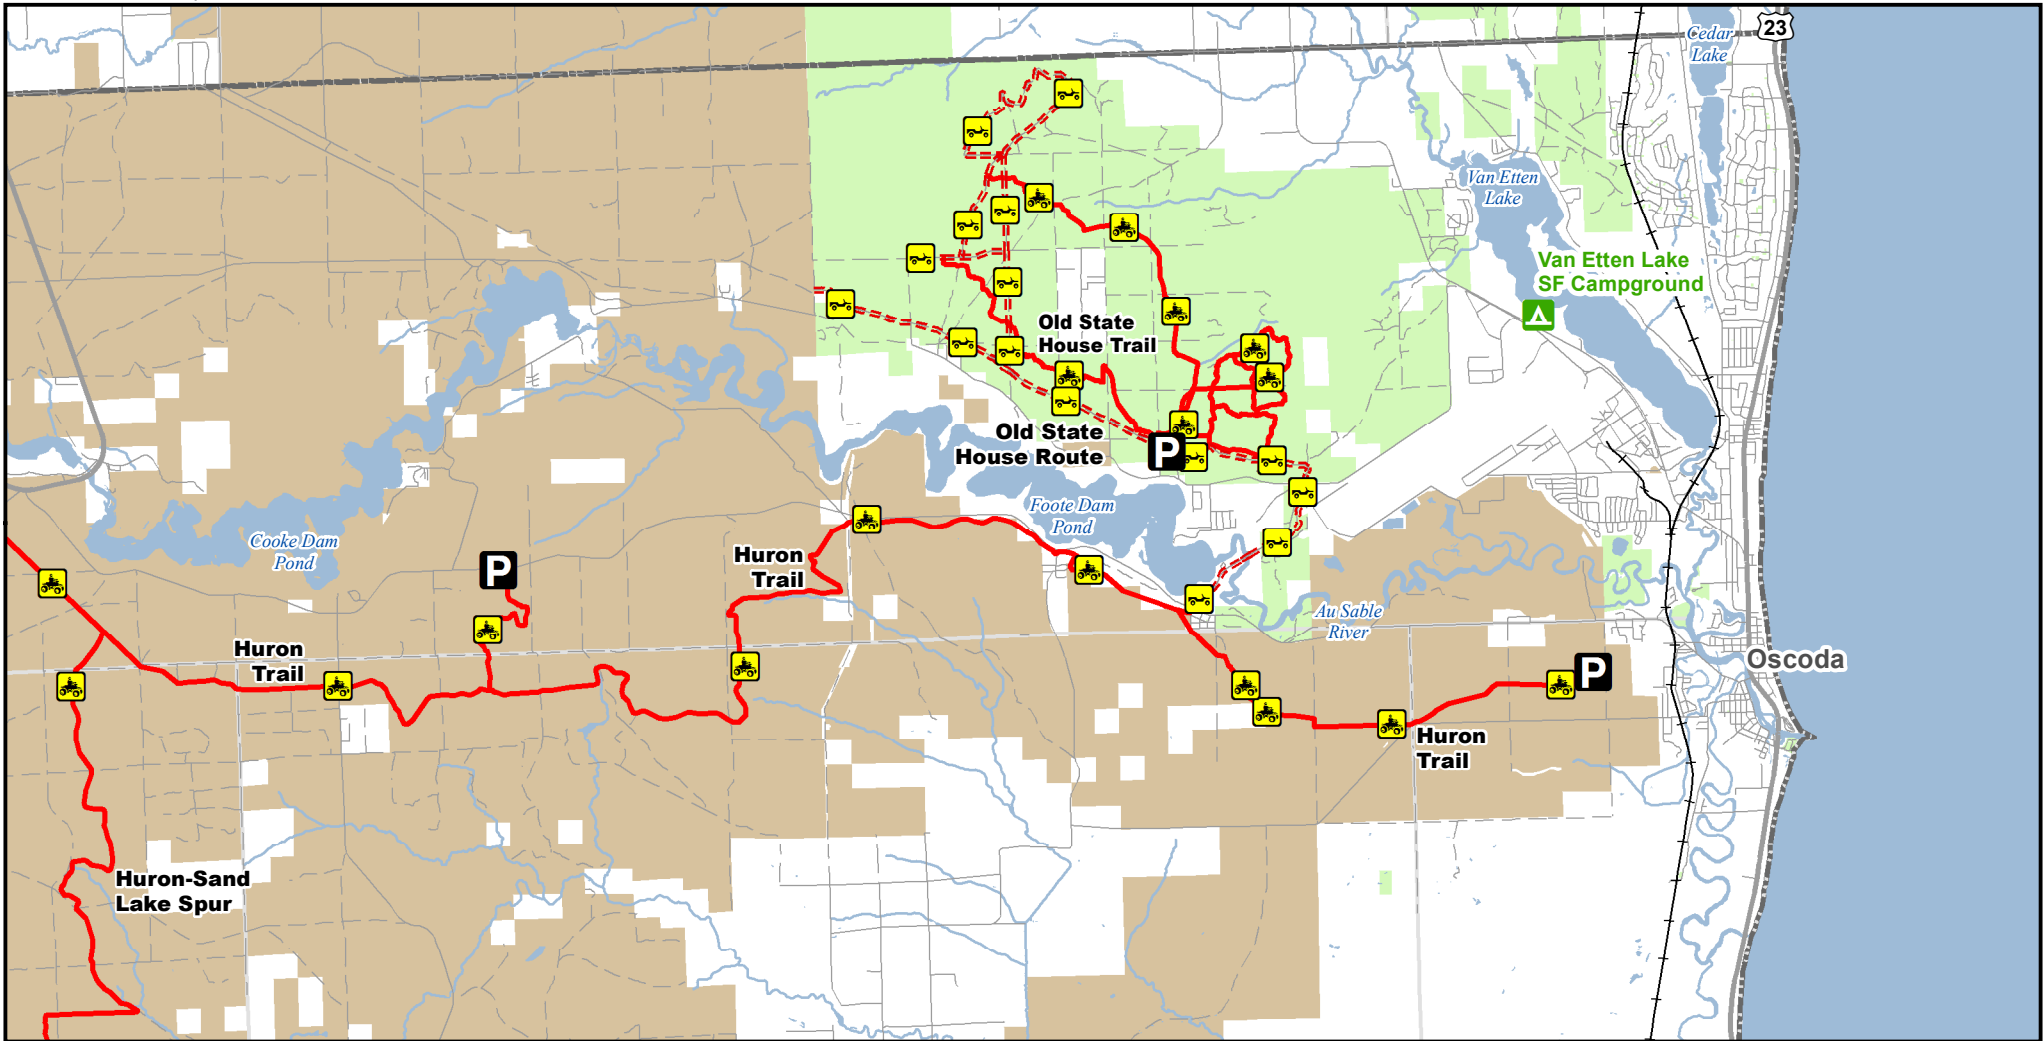 23
Cedar
Lake
Van Etten
Lake
Van Etten Lake
SF Campground
Old State
House Trail
Old State
House Route
P
Foote Dam
Pond
Cooke Dam
Pond
P
Huron
Trail
Au Sable
River
Huron
Trail
Oscoda
P
Huron
Trail
Huron-Sand
Lake Spur